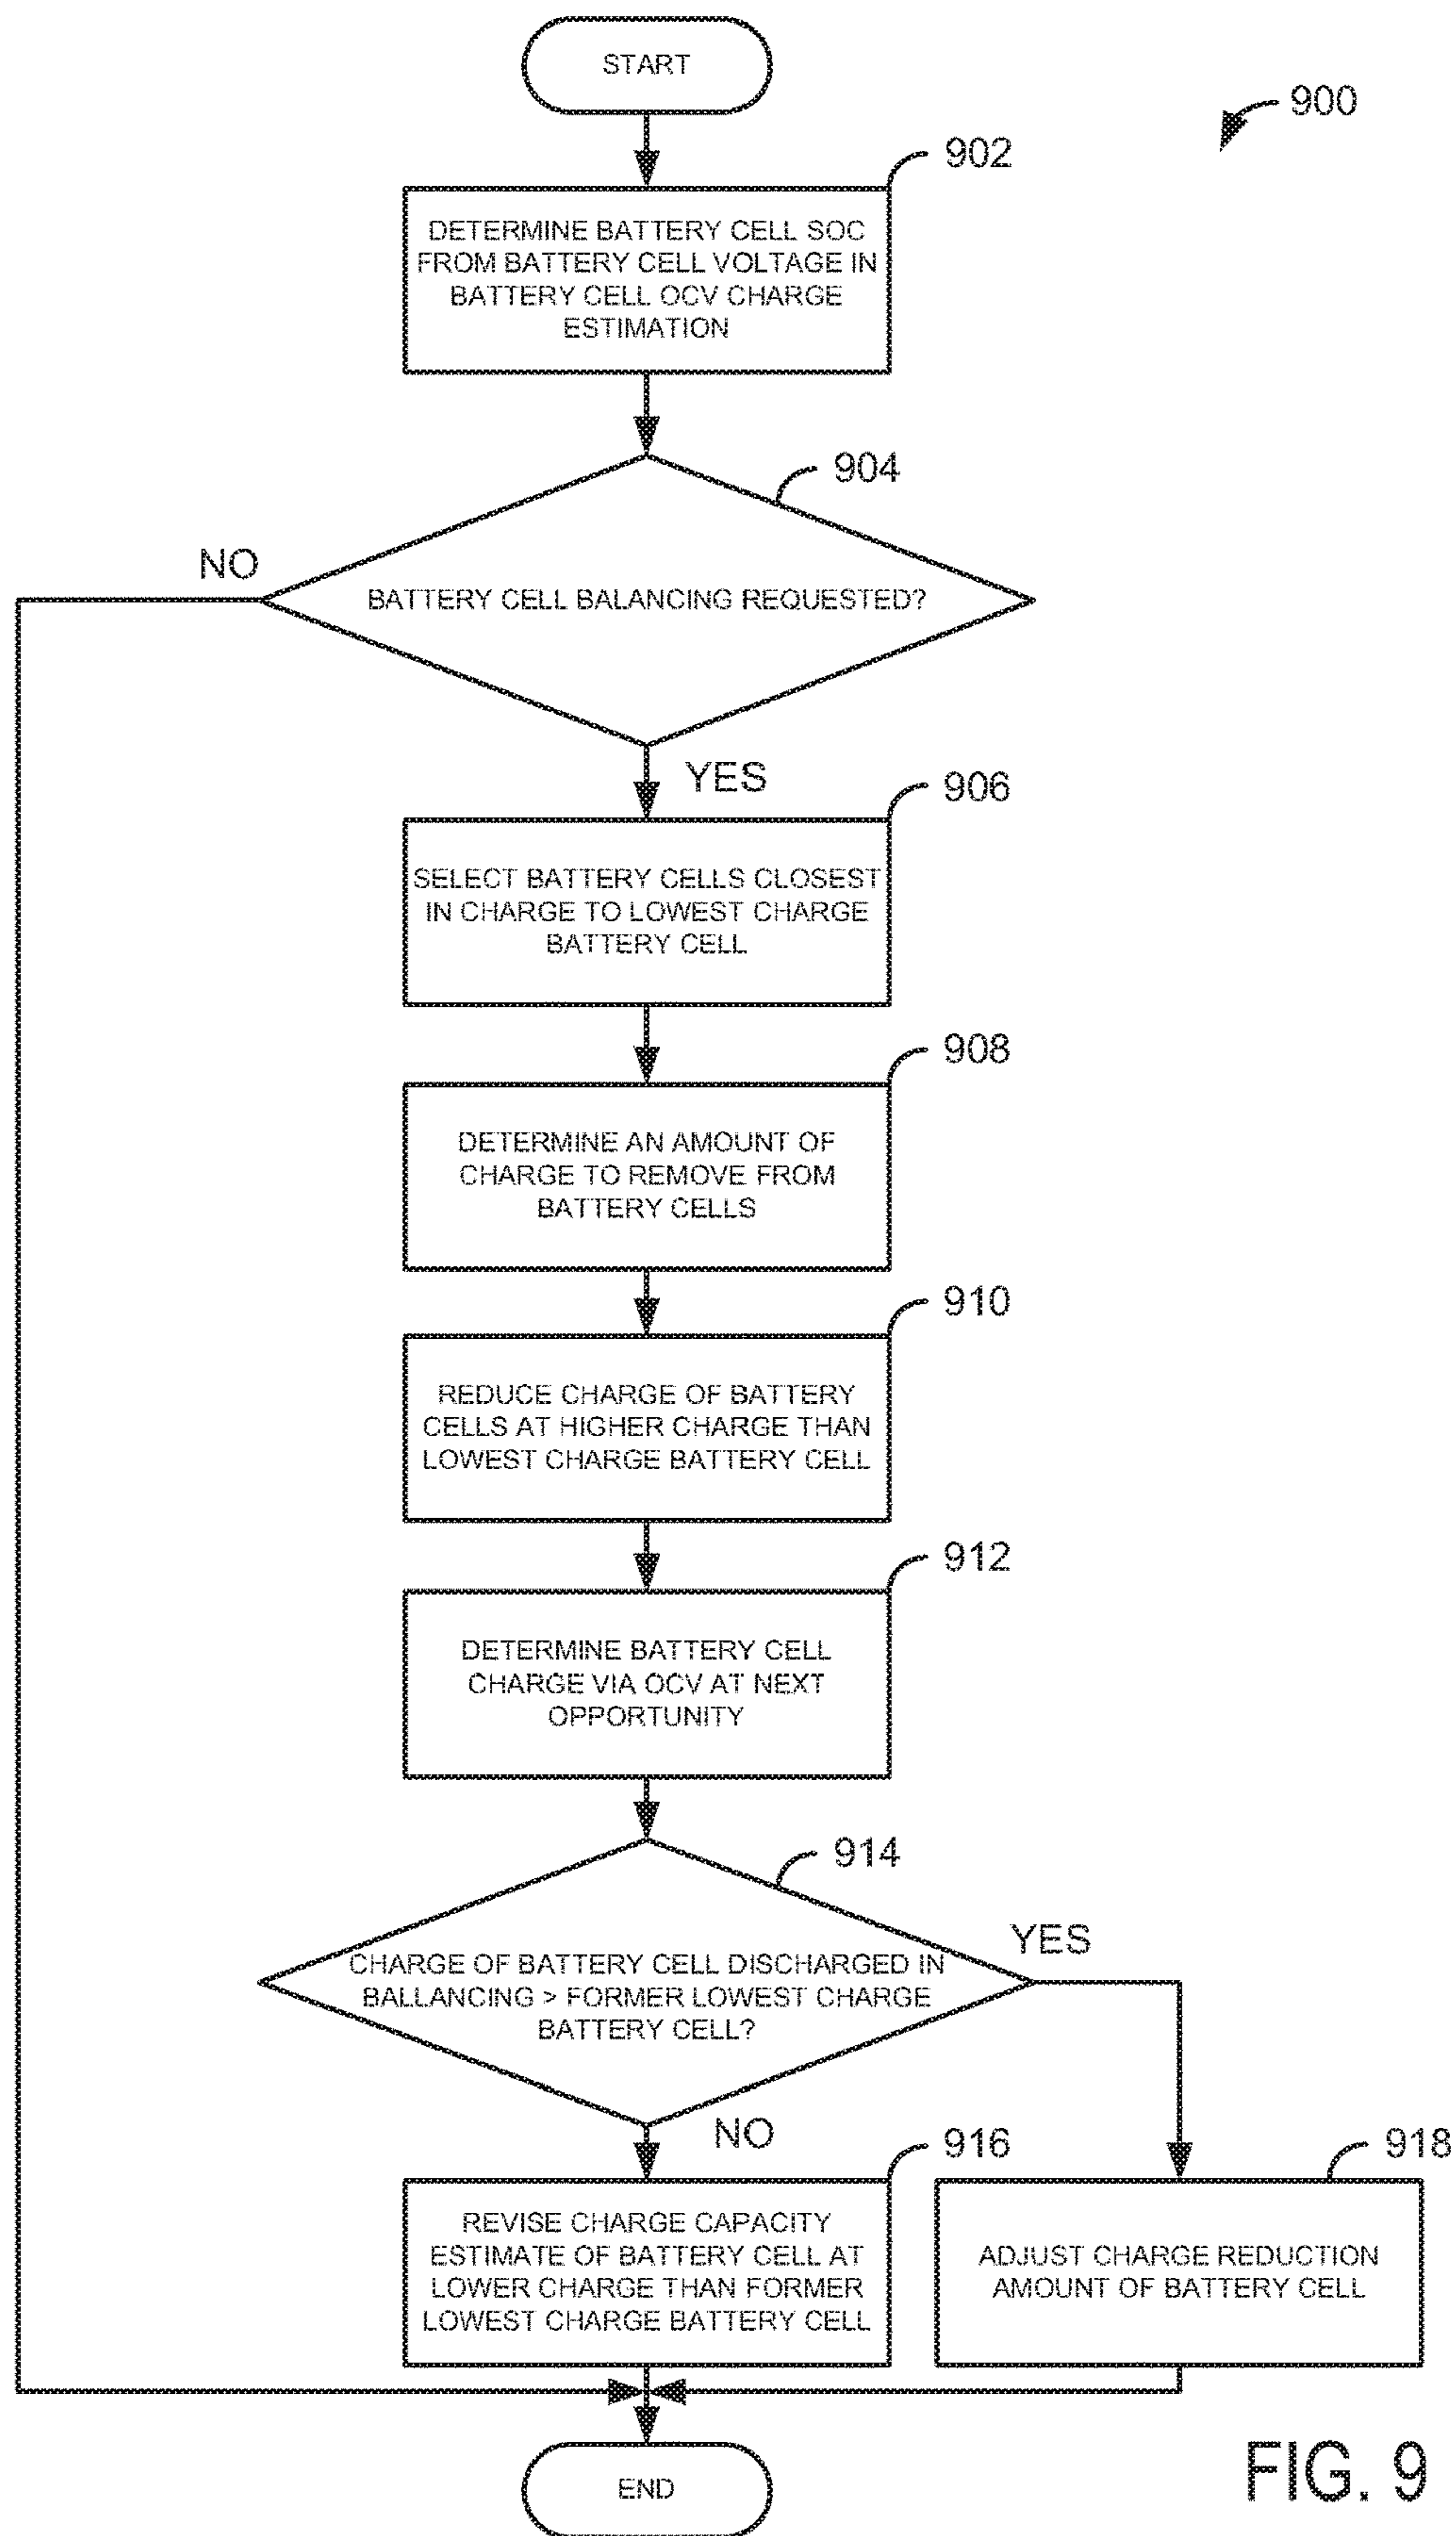 START
900
902
DETERMINE BATTERY CELL SOC
FROM BATTERY CELL VOLTAGE IN
BATTERY CELL OCV CHARGE
ESTIMATION
904
NO
BATTERY CELL BALANCING REQUESTED?
YES
906
SELECT BATTERY CELLS CLOSEST
IN CHARGE TO LOWEST CHARGE
BATTERY CELL
908
DETERMINE AN AMOUNT OF
CHARGE TO REMOVE FROM
BATTERY CELLS
910
REDUCE CHARGE OF BATTERY
CELLS AT HIGHER CHARGE THAN
LOWEST CHARGE BATTERY CELL
912
DETERMINE BATTERY CELL
CHARGE VIA OCV AT NEXT
OPPORTUNITY
914
YES
CHARGE OF BATTERY CELL DISCHARGED IN
BALLANCING > FORMER LOWEST CHARGE
BATTERY CELL?
NO
916
918
REVISE CHARGE CAPACITY
ESTIMATE OF BATTERY CELL AT
LOWER CHARGE THAN FORMER
LOWEST CHARGE BATTERY CELL
ADJUST CHARGE REDUCTION
AMOUNT OF BATTERY CELL
END
FIG. 9